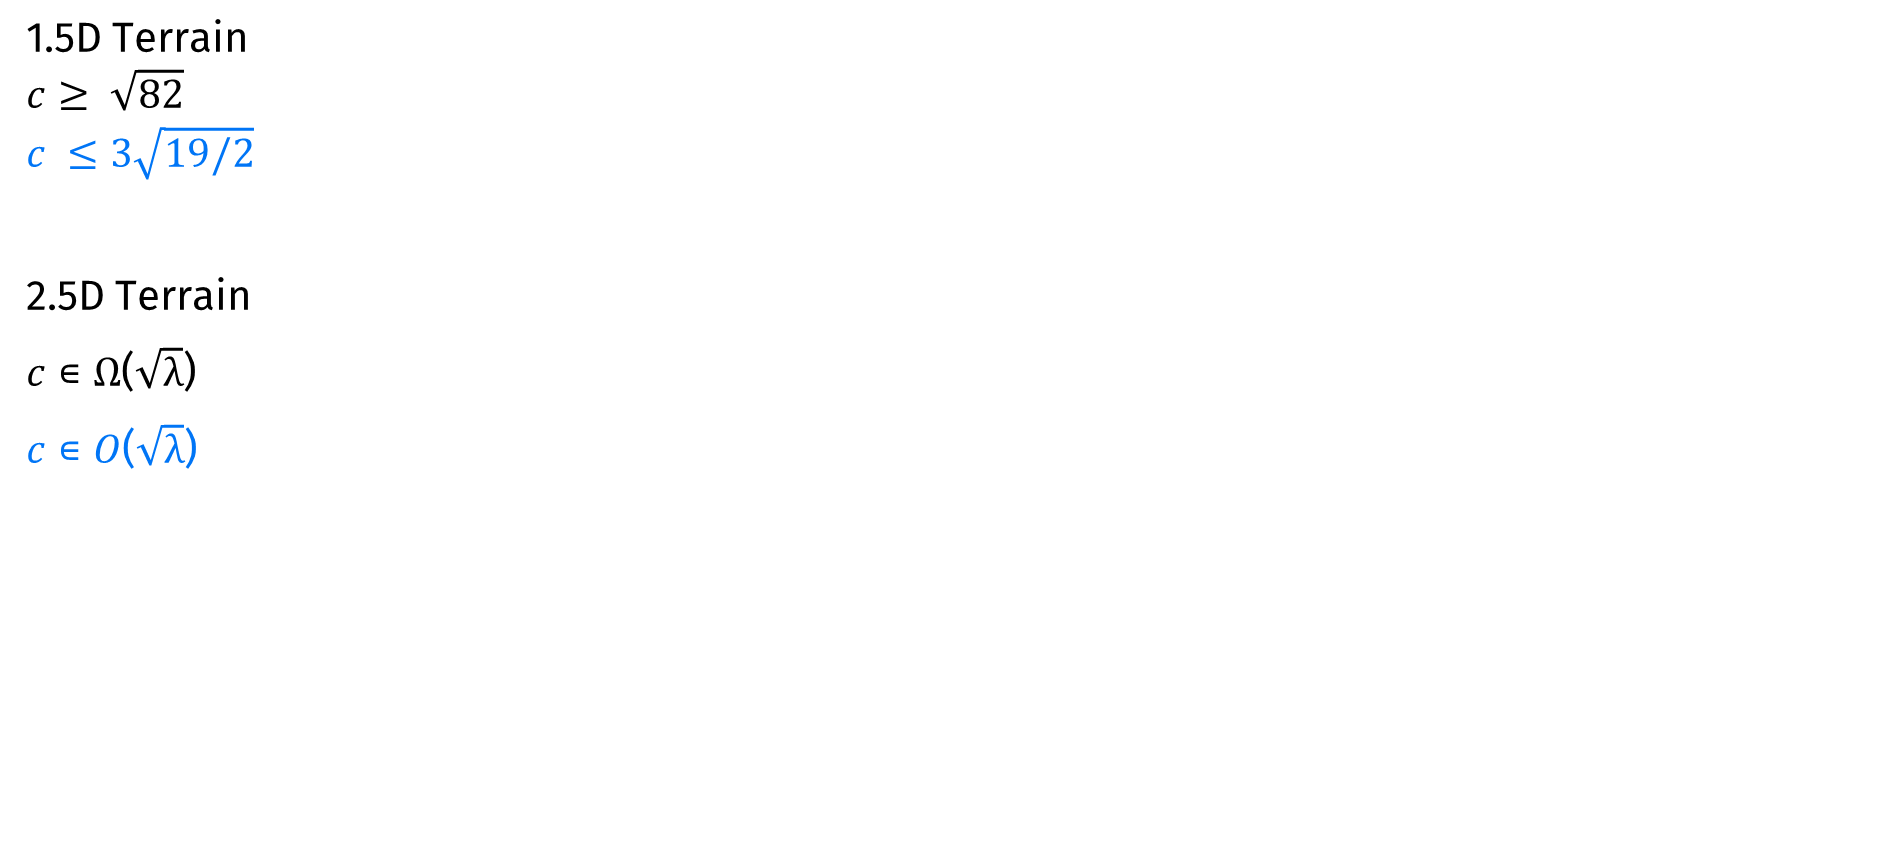 1.5D Terrain
c ≥ √82
c ≤ 3√19/2
2.5D Terrain
c ∈ Ω(√λ)
c ∈ O(√λ)